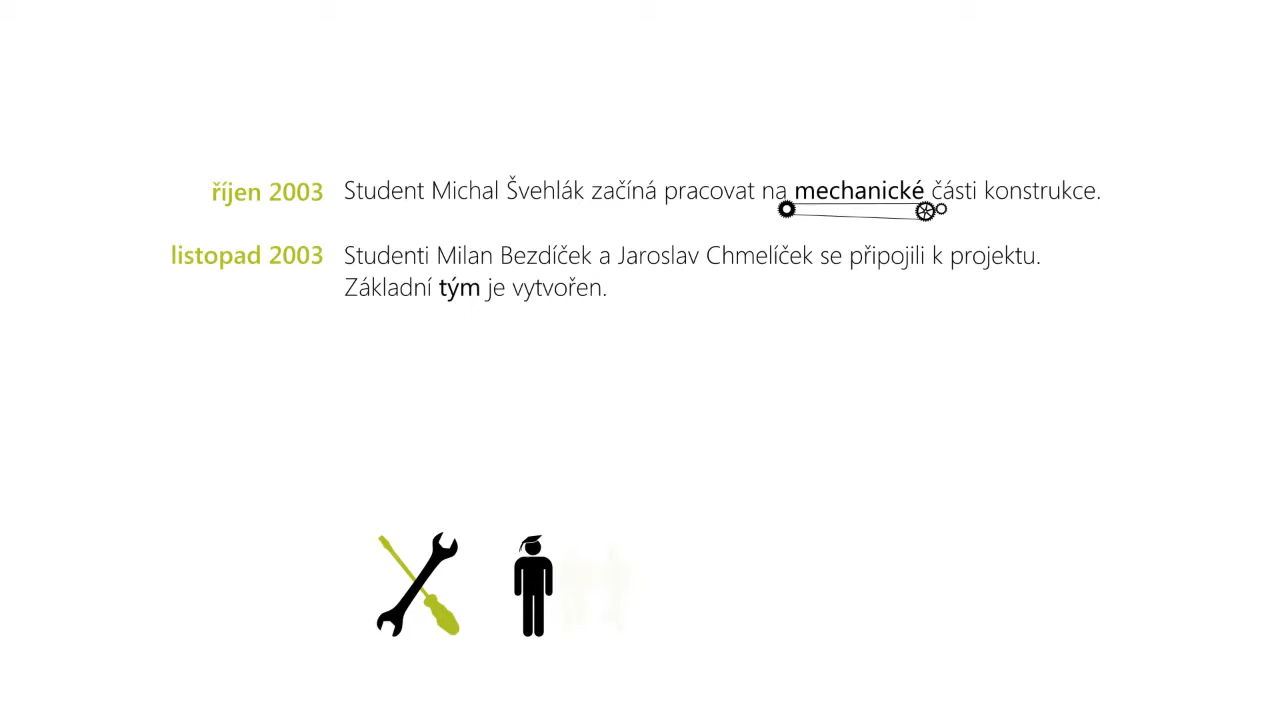 říjen 2003 Student Michal Švehlák začíná pracovat na mechanické části konstrukce.
listopad 2003 Studenti Milan Bezdíček a Jaroslav Chmelíček se připojili k projektu.
Základní tým je vytvořen.